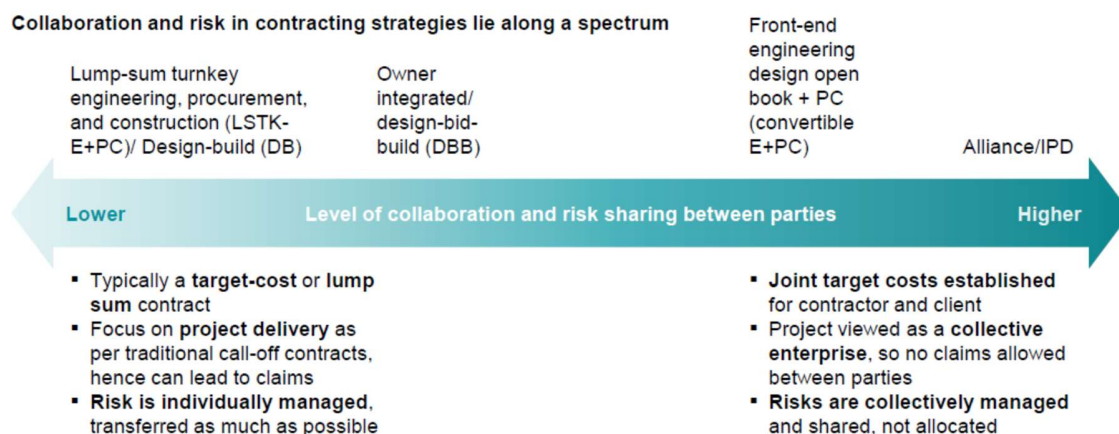 Collaboration and risk in contracting strategies lie along a spectrum
Lump-sum turnkey
engineering, procurement,
and construction (LSTK-
E+PC)/ Design-build (DB)
Owner
integrated/
design-bid-
build (DBB)
Front-end
engineering
design open
book + PC
(convertible
E+PC)
Alliance/IPD
Lower
Level of collaboration and risk sharing between parties
Higher
▪ Typically a target-cost or lump
sum contract
▪ Focus on project delivery as
per traditional call-off contracts,
hence can lead to claims
▪ Risk is individually managed,
transferred as much as possible
▪ Joint target costs established
for contractor and client
▪ Project viewed as a collective
enterprise, so no claims allowed
between parties
▪ Risks are collectively managed
and shared, not allocated